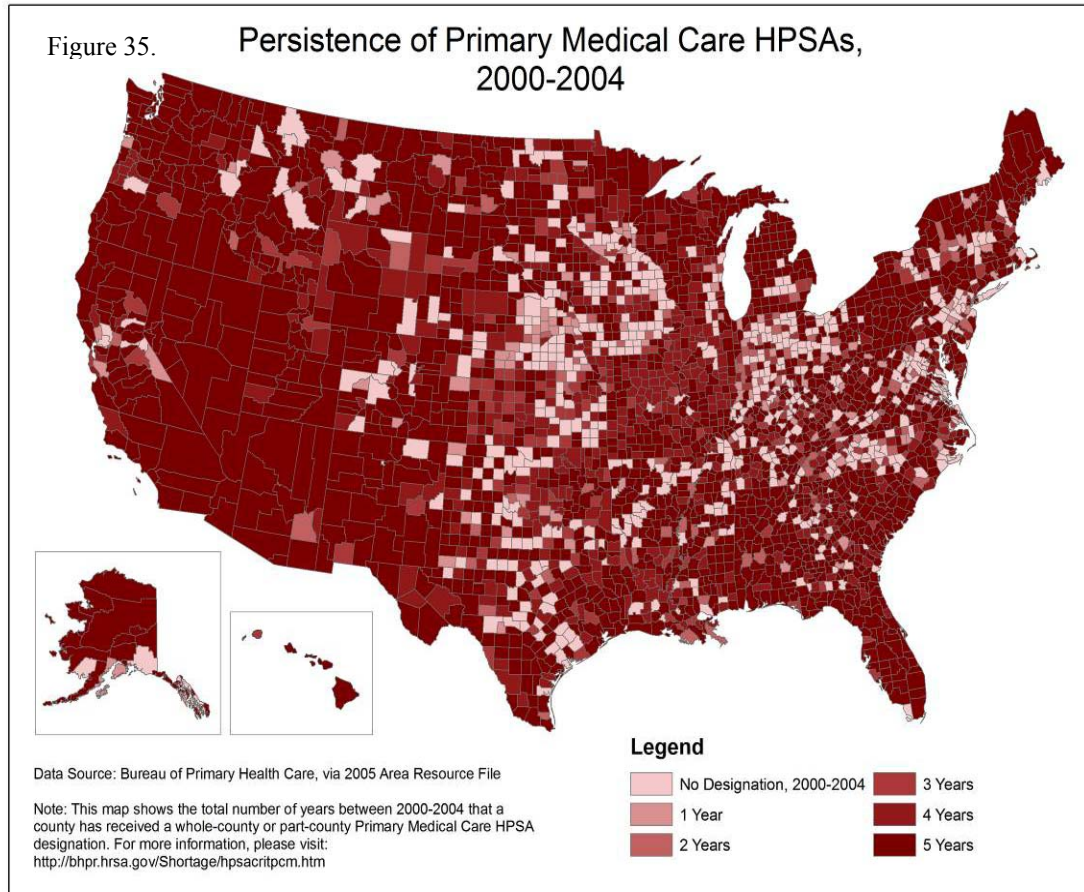 Figure 35.
Persistence of Primary Medical Care HPSAs,
2000-2004
Legend
No Designation, 2000-2004
1 Year
2 Years
3 Years
4 Years
5 Years
Data Source: Bureau of Primary Health Care, via 2005 Area Resource File
Note: This map shows the total number of years between 2000-2004 that a
county has received a whole-county or part-county Primary Medical Care HPSA
designation. For more information, please visit:
http://bhpr.hrsa.gov/Shortage/hpsacritpcm.htm